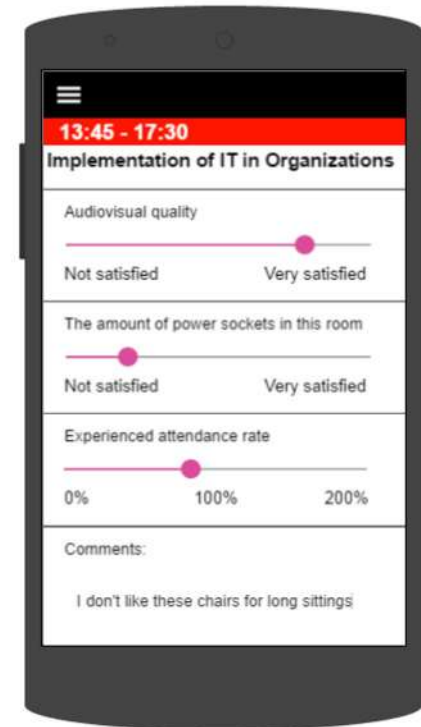 13:45 - 17:30
Implementation of IT in Organizations
Audiovisual quality
Not satisfied Very satisfied
The amount of power sockets in this room
Not satisfied Very satisfied
Experienced attendance rate
0% 100% 200%
Comments:
I don't like these chairs for long sittings